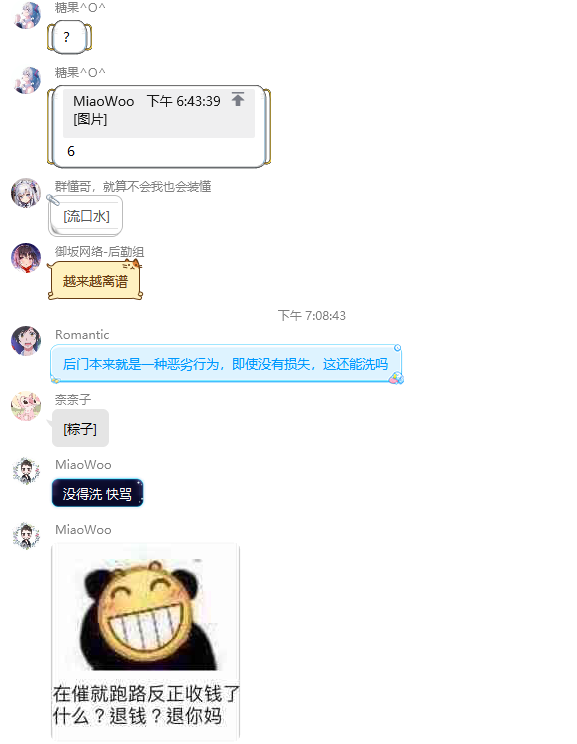 糖果^O^
?
糖果^O^
MiaoWoo 下午 6:43:39
[图片]
6
群懂哥，就算不会我也会装懂
[流口水]
御坂网络-后勤组
越来越离谱
下午 7:08:43
Romantic
后门本来就是一种恶劣行为，即使没有损失，这还能洗吗
奈奈子
[粽子]
MiaoWoo
没得洗 快骂
MiaoWoo
在催就跑路反正收钱了
什么？退钱？退你妈